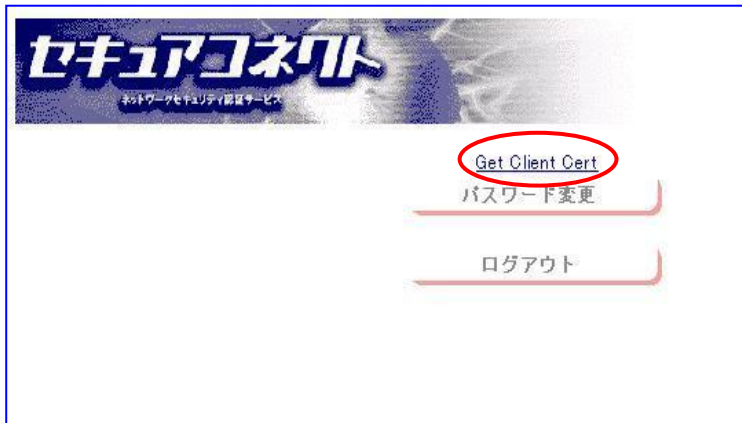 セキュアコネクト
ネットワークセキュリティ認証サービス
Get Client Cert
パスワード変更
ログアウト